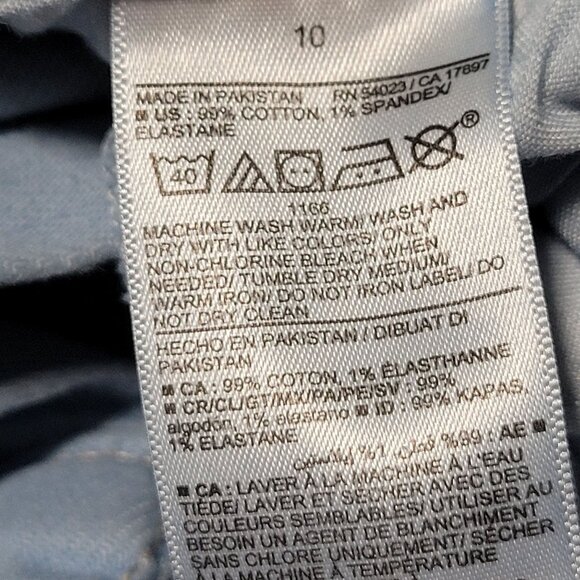 10
MADE IN PAKISTAN RN 54023 / CA 17897
■ US : 99% COTTON, 1% SPANDEX/
ELASTANE
40
®
1166
MACHINE WASH WARM/ WASH AND
DRY WITH LIKE COLORS/ ONLY
NON-CHLORINE BLEACH WHEN
NEEDED/ TUMBLE DRY MEDIUM/
WARM IRON/ DO NOT IRON LABEL/ DO
NOT DRY CLEAN
HECHO EN PAKISTAN / DIBUAT DI
PAKISTAN
■ CA : 99% COTON, 1% ÉLASTHANNE
■ CR/CL/GT/MX/PA/PE/SV : 99%
algodon, 1% elastano ■ ID : 99% KAPAS,
1% ELASTANE
■ AE : 99% قطن، 1% إيلاستين
■ CA : LAVER À LA MACHINE À L'EAU
TIÈDE/ LAVER ET SÉCHER AVEC DES
COULEURS SEMBLABLES/ UTILISER AU
BESOIN UN AGENT DE BLANCHIMENT
SANS CHLORE UNIQUEMENT/ SÉCHER
À LA MACHINE À TEMPÉRATURE